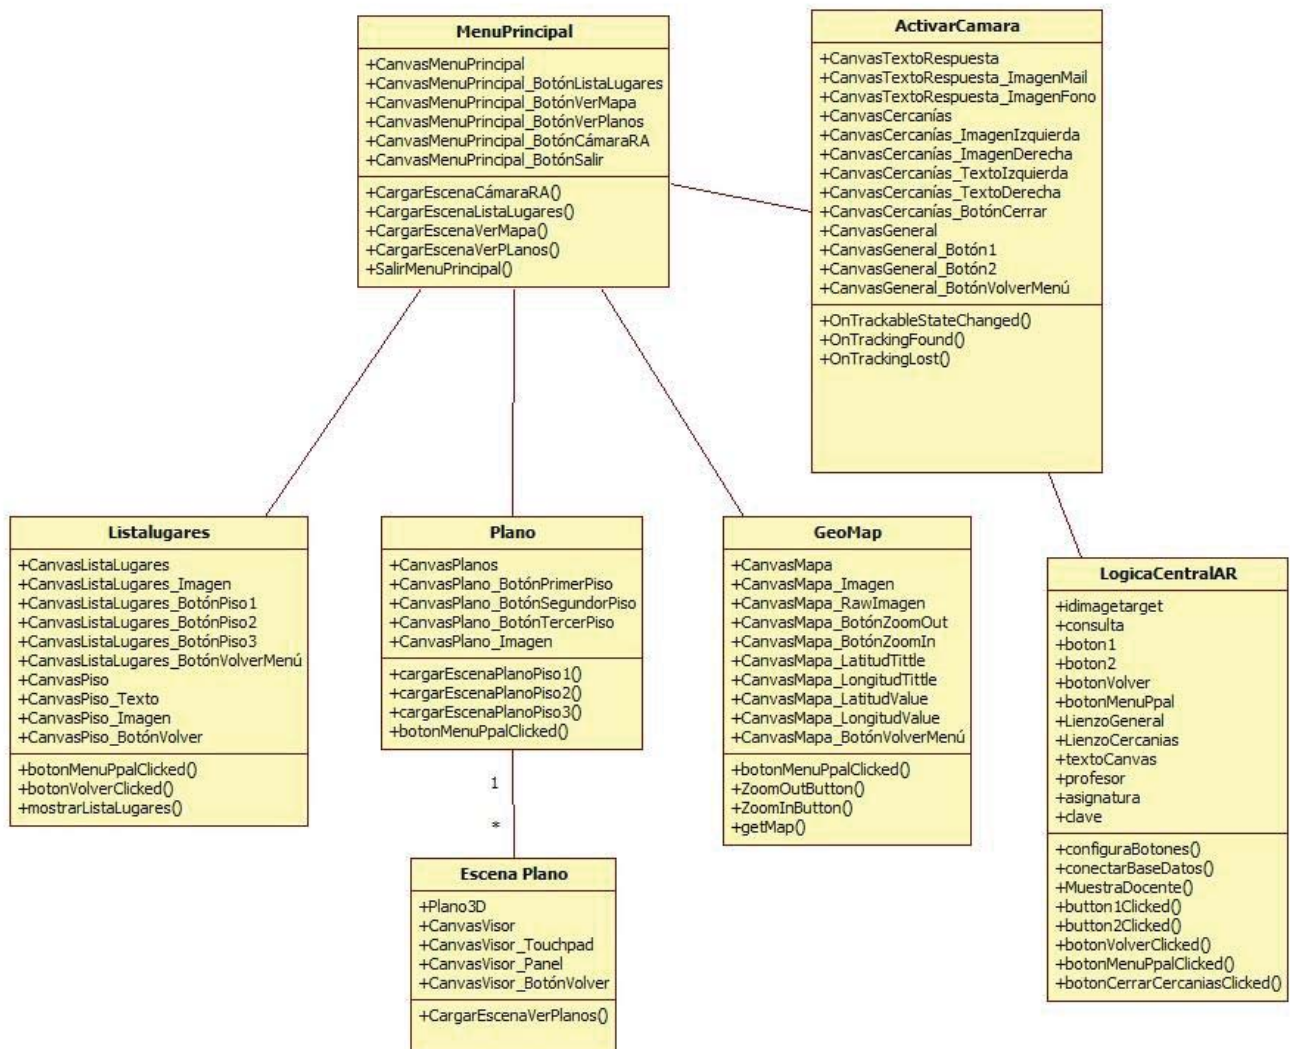 MenuPrincipal
+CanvasMenuPrincipal
+CanvasMenuPrincipal_BotónListaLugares
+CanvasMenuPrincipal_BotónVerMapa
+CanvasMenuPrincipal_BotónVerPlanos
+CanvasMenuPrincipal_BotónCámaraRA
+CanvasMenuPrincipal_BotónSalir
+CargarEscenaCámaraRA()
+CargarEscenaListaLugares()
+CargarEscenaVerMapa()
+CargarEscenaVerPLanos()
+SalirMenuPrincipal()
ActivarCamara
+CanvasTextoRespuesta
+CanvasTextoRespuesta_ImagenMail
+CanvasTextoRespuesta_ImagenFono
+CanvasCercanías
+CanvasCercanías_ImagenIzquierda
+CanvasCercanías_ImagenDerecha
+CanvasCercanías_TextoIzquierda
+CanvasCercanías_TextoDerecha
+CanvasCercanías_BotónCerrar
+CanvasGeneral
+CanvasGeneral_Botón1
+CanvasGeneral_Botón2
+CanvasGeneral_BotónVolverMenú
+OnTrackableStateChanged()
+OnTrackingFound()
+OnTrackingLost()
Listalugares
+CanvasListaLugares
+CanvasListaLugares_Imagen
+CanvasListaLugares_BotónPiso1
+CanvasListaLugares_BotónPiso2
+CanvasListaLugares_BotónPiso3
+CanvasListaLugares_BotónVolverMenú
+CanvasPiso
+CanvasPiso_Texto
+CanvasPiso_Imagen
+CanvasPiso_BotónVolver
+botonMenuPpalClicked()
+botonVolverClicked()
+mostrarListaLugares()
Plano
+CanvasPlanos
+CanvasPlano_BotónPrimerPiso
+CanvasPlano_BotónSegundorPiso
+CanvasPlano_BotónTercerPiso
+CanvasPlano_Imagen
+cargarEscenaPlanoPiso1()
+cargarEscenaPlanoPiso2()
+cargarEscenaPlanoPiso3()
+botonMenuPpalClicked()
1
*
Escena Plano
+Plano3D
+CanvasVisor
+CanvasVisor_Touchpad
+CanvasVisor_Panel
+CanvasVisor_BotónVolver
+CargarEscenaVerPlanos()
GeoMap
+CanvasMapa
+CanvasMapa_Imagen
+CanvasMapa_RawImagen
+CanvasMapa_BotónZoomOut
+CanvasMapa_BotónZoomIn
+CanvasMapa_LatitudTittle
+CanvasMapa_LongitudTittle
+CanvasMapa_LatitudValue
+CanvasMapa_LongitudValue
+CanvasMapa_BotónVolverMenú
+botonMenuPpalClicked()
+ZoomOutButton()
+ZoomInButton()
+getMap()
LogicaCentralAR
+idimagetarget
+consulta
+boton1
+boton2
+botonVolver
+botonMenuPpal
+LienzoGeneral
+LienzoCercanias
+textoCanvas
+profesor
+asignatura
+clave
+configuraBotones()
+conectarBaseDatos()
+MuestraDocente()
+button1Clicked()
+button2Clicked()
+botonVolverClicked()
+botonMenuPpalClicked()
+botonCerrarCercaniasClicked()